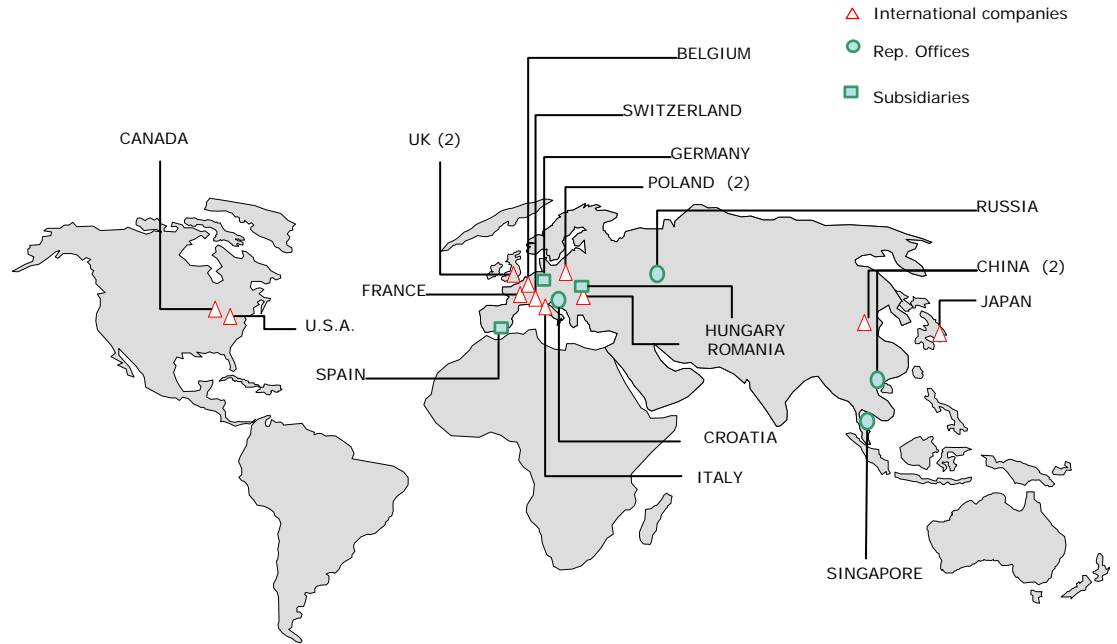 International companies
Rep. Offices
Subsidiaries
BELGIUM
SWITZERLAND
CANADA
UK (2)
GERMANY
POLAND (2)
RUSSIA
CHINA (2)
FRANCE
JAPAN
U.S.A.
HUNGARY
ROMANIA
SPAIN
CROATIA
ITALY
SINGAPORE